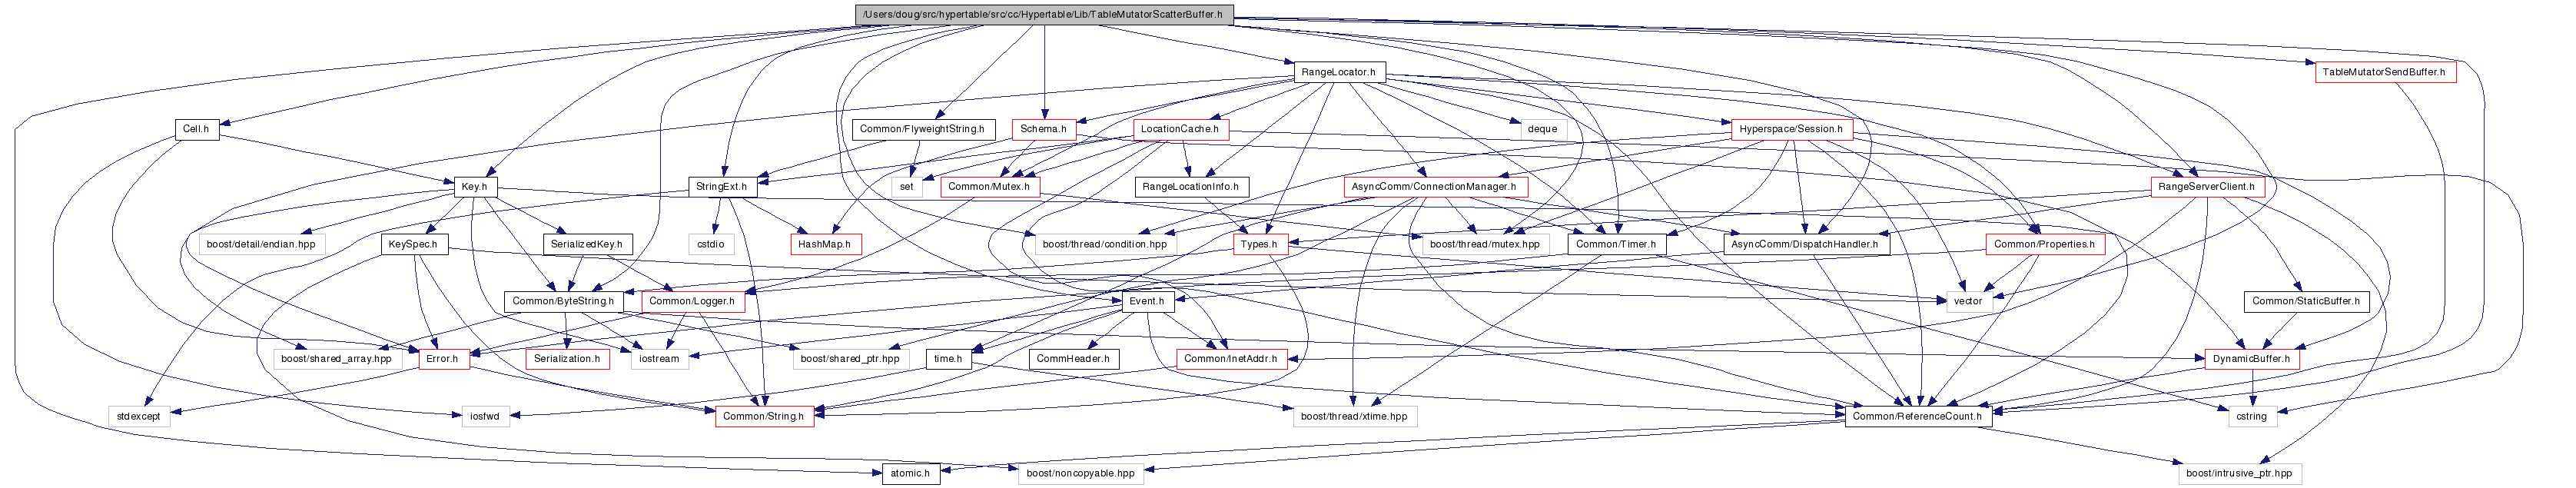 /Users/doug/src/hypertable/src/cc/Hypertable/Lib/TableMutatorScatterBuffer.h
RangeLocator.h
TableMutatorSendBuffer.h
Cell.h
Common/FlyweightString.h
Schema.h
LocationCache.h
deque
Hyperspace/Session.h
Key.h
StringExt.h
set
Common/Mutex.h
RangeLocationInfo.h
AsyncComm/ConnectionManager.h
RangeServerClient.h
boost/detail/endian.hpp
KeySpec.h
SerializedKey.h
cstdio
HashMap.h
boost/thread/condition.hpp
Types.h
boost/thread/mutex.hpp
Common/Timer.h
AsyncComm/DispatchHandler.h
Common/Properties.h
Common/ByteString.h
Common/Logger.h
Event.h
vector
Common/StaticBuffer.h
boost/shared_array.hpp
Error.h
Serialization.h
iostream
boost/shared_ptr.hpp
time.h
CommHeader.h
Common/InetAddr.h
DynamicBuffer.h
stdexcept
iosfwd
Common/String.h
boost/thread/xtime.hpp
Common/ReferenceCount.h
cstring
atomic.h
boost/noncopyable.hpp
boost/intrusive_ptr.hpp